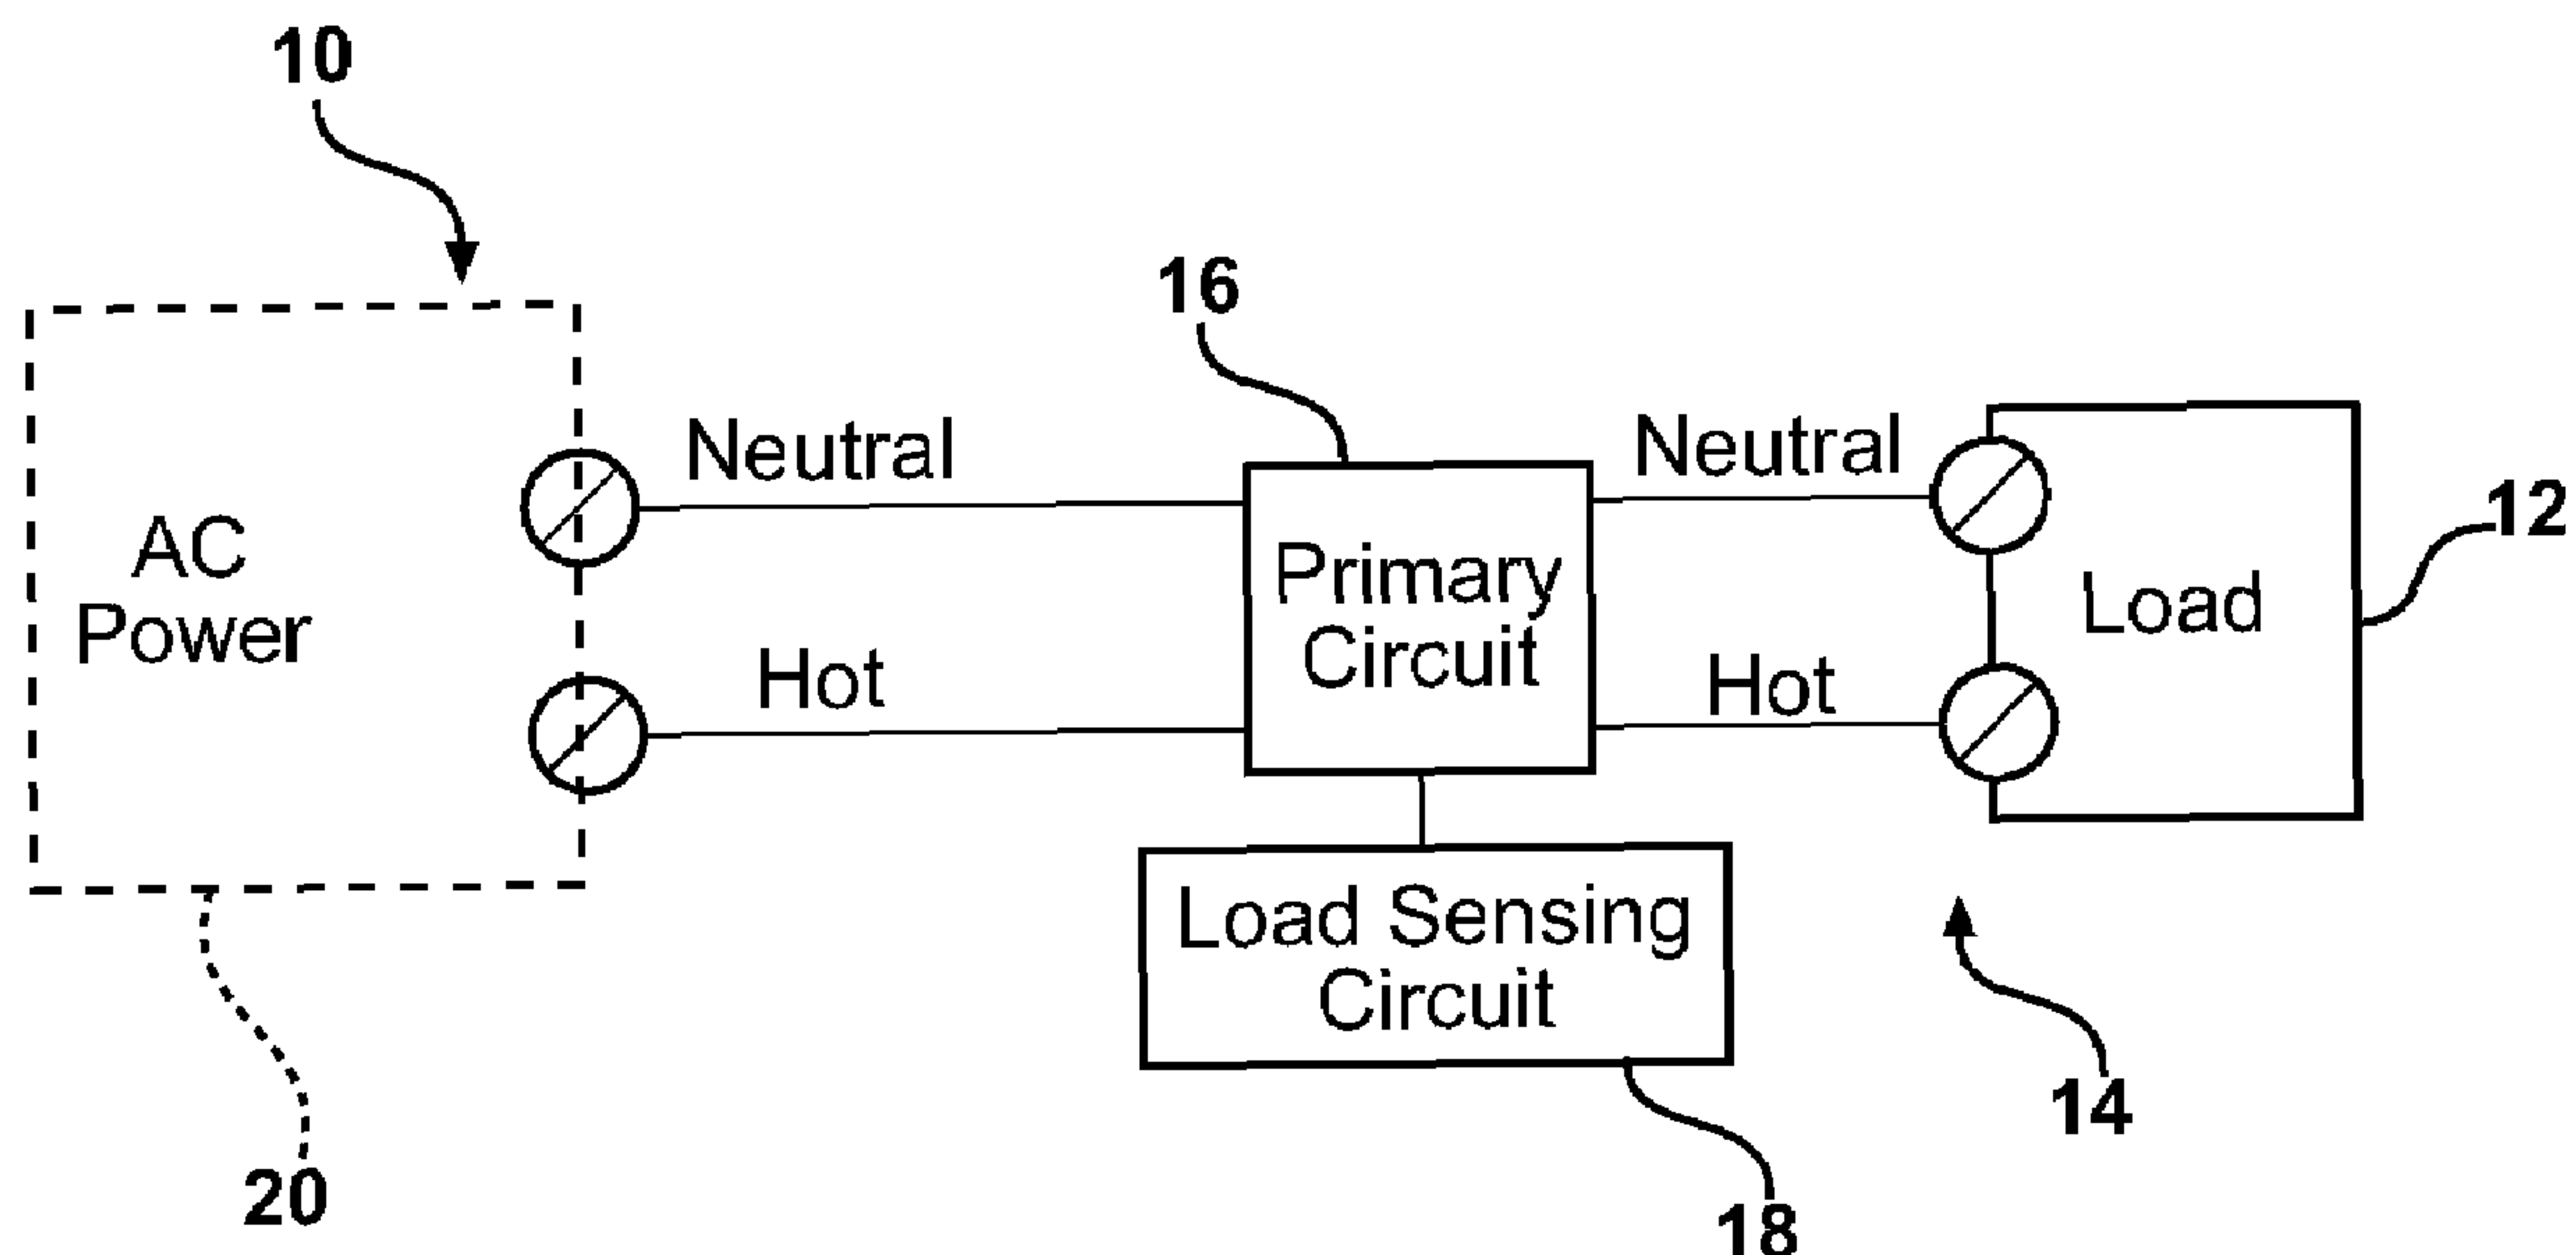 10
16
Neutral
Neutral
12
AC
Power
Primary
Circuit
Load
Hot
Hot
Load Sensing
Circuit
14
20
18